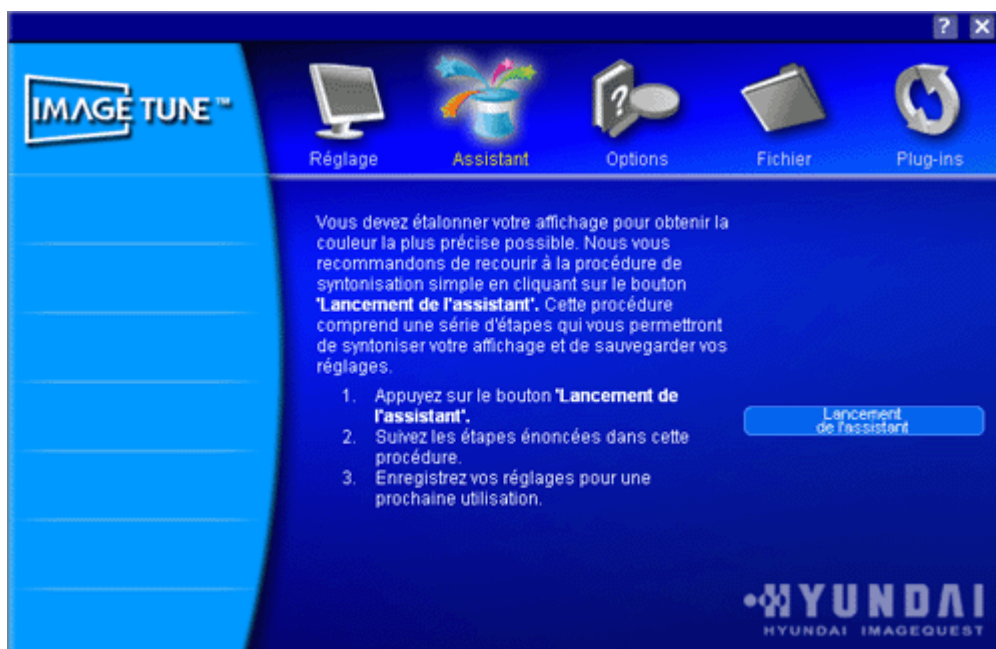 ? X
IMAGE TUNE™
Réglage Assistant Options Fichier Plug-ins
Vous devez étalonner votre affichage pour obtenir la
couleur la plus précise possible. Nous vous
recommandons de recourir à la procédure de
syntonisation simple en cliquant sur le bouton
"Lancement de l'assistant". Cette procédure
comprend une série d'étapes qui vous permettront
de syntoniser votre affichage et de sauvegarder vos
réglages.
1. Appuyez sur le bouton "Lancement de
l'assistant".
2. Suivez les étapes énoncées dans cette
procédure.
3. Enregistrez vos réglages pour une
prochaine utilisation.
Lancement
de l'assistant
HYUNDAI
HYUNDAI IMAGEQUEST